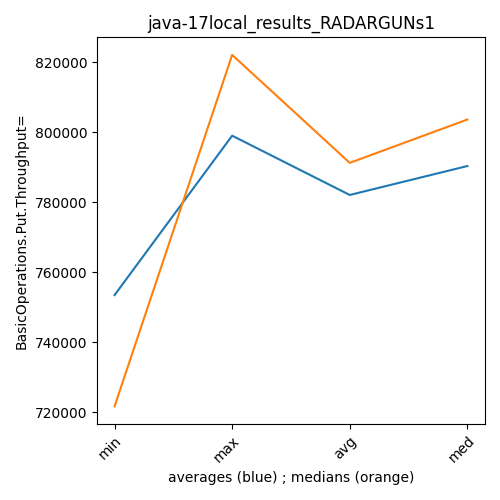 java-17local_results_RADARGUNs1
BasicOperations.Put.Throughput=
820000
800000
780000
760000
740000
720000
min
max
avg
med
averages (blue) ; medians (orange)